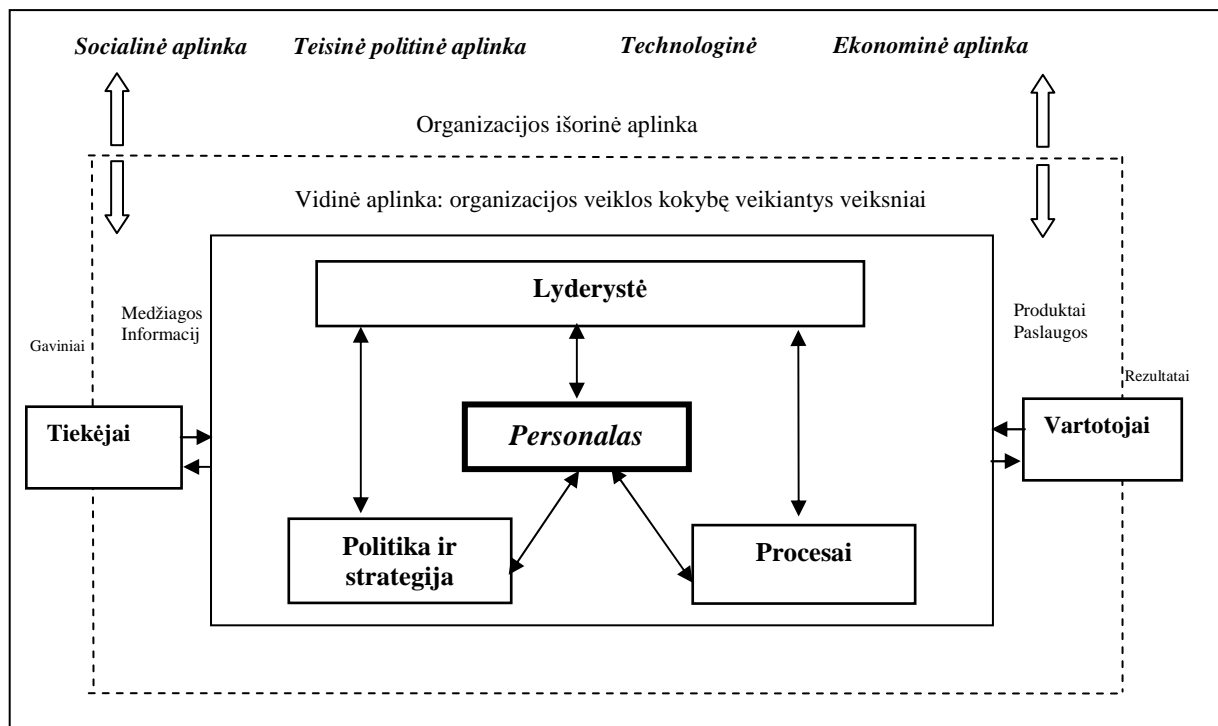 Socialinė aplinka Teisinė politinė aplinka Technologinė Ekonominė aplinka
Organizacijos išorinė aplinka
Vidinė aplinka: organizacijos veiklos kokybę veikiantys veiksniai
Lyderystė
Medžiagos
Informacij
Gaviniai
Produktai
Paslaugos
Rezultatai
Tiekėjai
Personalas
Vartotojai
Politika ir
strategija
Procesai